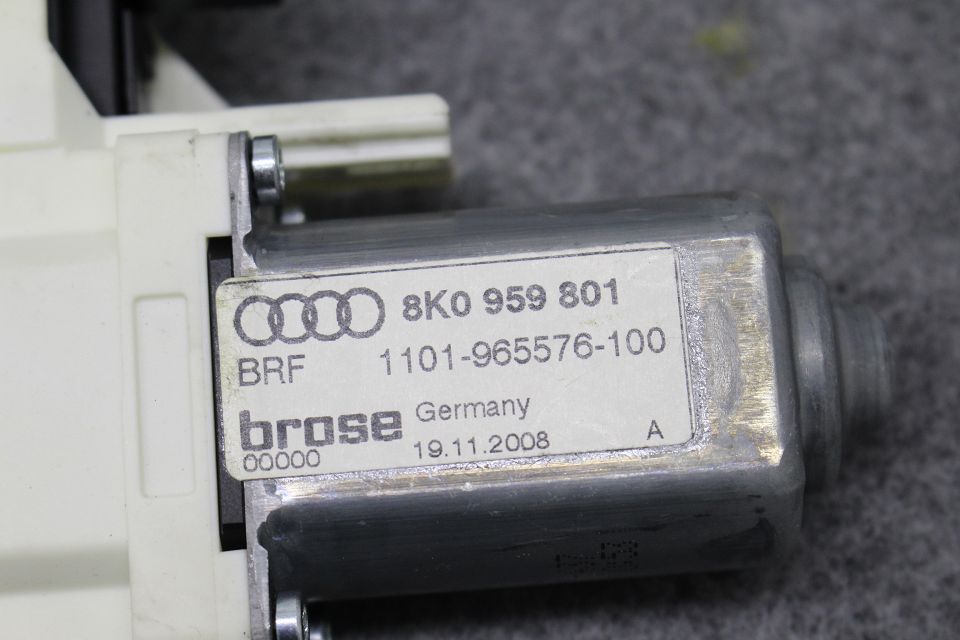 8K0 959 801
BRF 1101-965576-100
brose Germany
00000 19.11.2008 A